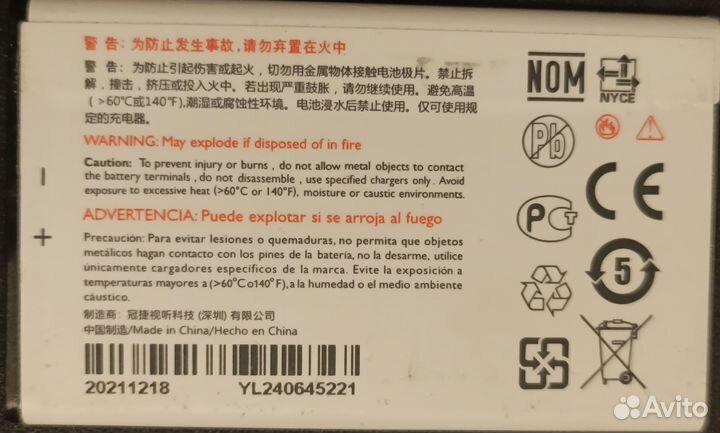 警告：为防止发生事故，请勿弃置在火中
警告：为防止引起伤害或起火，切勿用金属物体接触电池极片。禁止拆
解，撞击，挤压或投入火中。若出现严重鼓胀，请勿继续使用。避免高温
（>60℃或140°F),潮湿或腐蚀性环境。电池浸水后禁止使用。仅可使用规
定的充电器。
WARNING: May explode if disposed of in fire
Caution: To prevent injury or burns , do not allow metal objects to contact
the battery terminals , do not disassemble , use specified chargers only . Avoid
exposure to excessive heat (>60°C or 140°F), moisture or caustic environments.
ADVERTENCIA: Puede explotar si se arroja al fuego
Precaución: Para evitar lesiones o quemaduras, no permita que objetos
metálicos hagan contacto con los pines de la batería, no la desarme, utilice
únicamente cargadores específicos de la marca. Evite la exposición a
temperaturas mayores a (>60°C o140°F),a la humedad o el medio ambiente
cáustico.
制造商：冠捷视听科技（深圳）有限公司
中国制造/Made in China/Hecho en China
20211218 YL240645221
- +
NOM
NYCE
Pb
PCT
CE
5
Avito